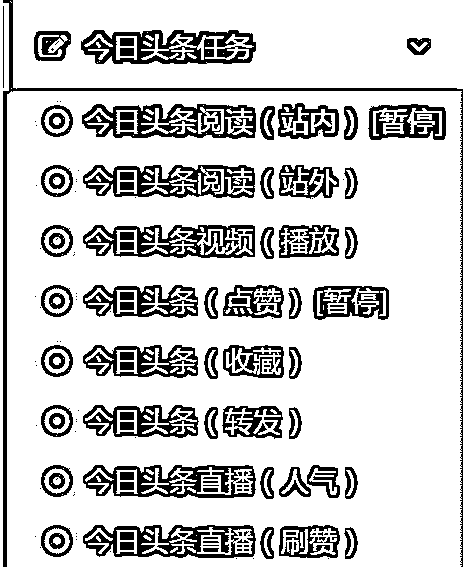 今日头条任务
今日头条阅读(站内) [暂停]
今日头条阅读(站外)
今日头条视频(播放)
今日头条(点赞) [暂停]
今日头条(收藏)
今日头条(转发)
今日头条直播(人气)
今日头条直播(刷赞)